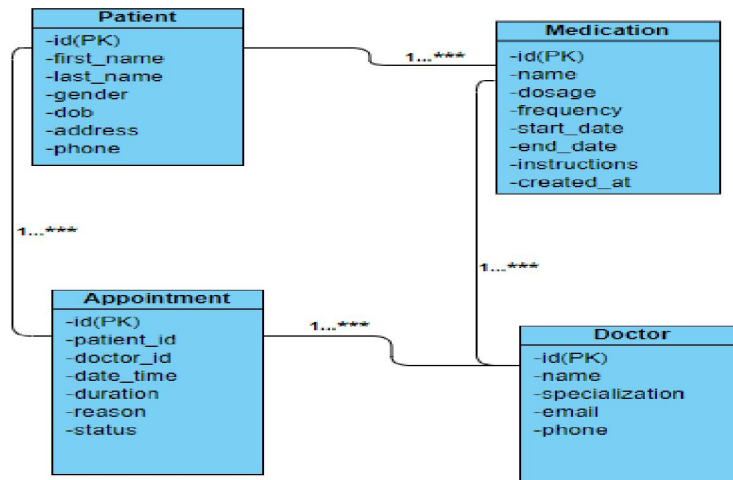 Patient
-id(PK)
-first_name
-last_name
-gender
-dob
-address
-phone
1...***
Medication
-id(PK)
-name
-dosage
-frequency
-start_date
-end_date
-instructions
-created_at
1...***
1...***
Appointment
-id(PK)
-patient_id
-doctor_id
-date_time
-duration
-reason
-status
1...***
Doctor
-id(PK)
-name
-specialization
-email
-phone